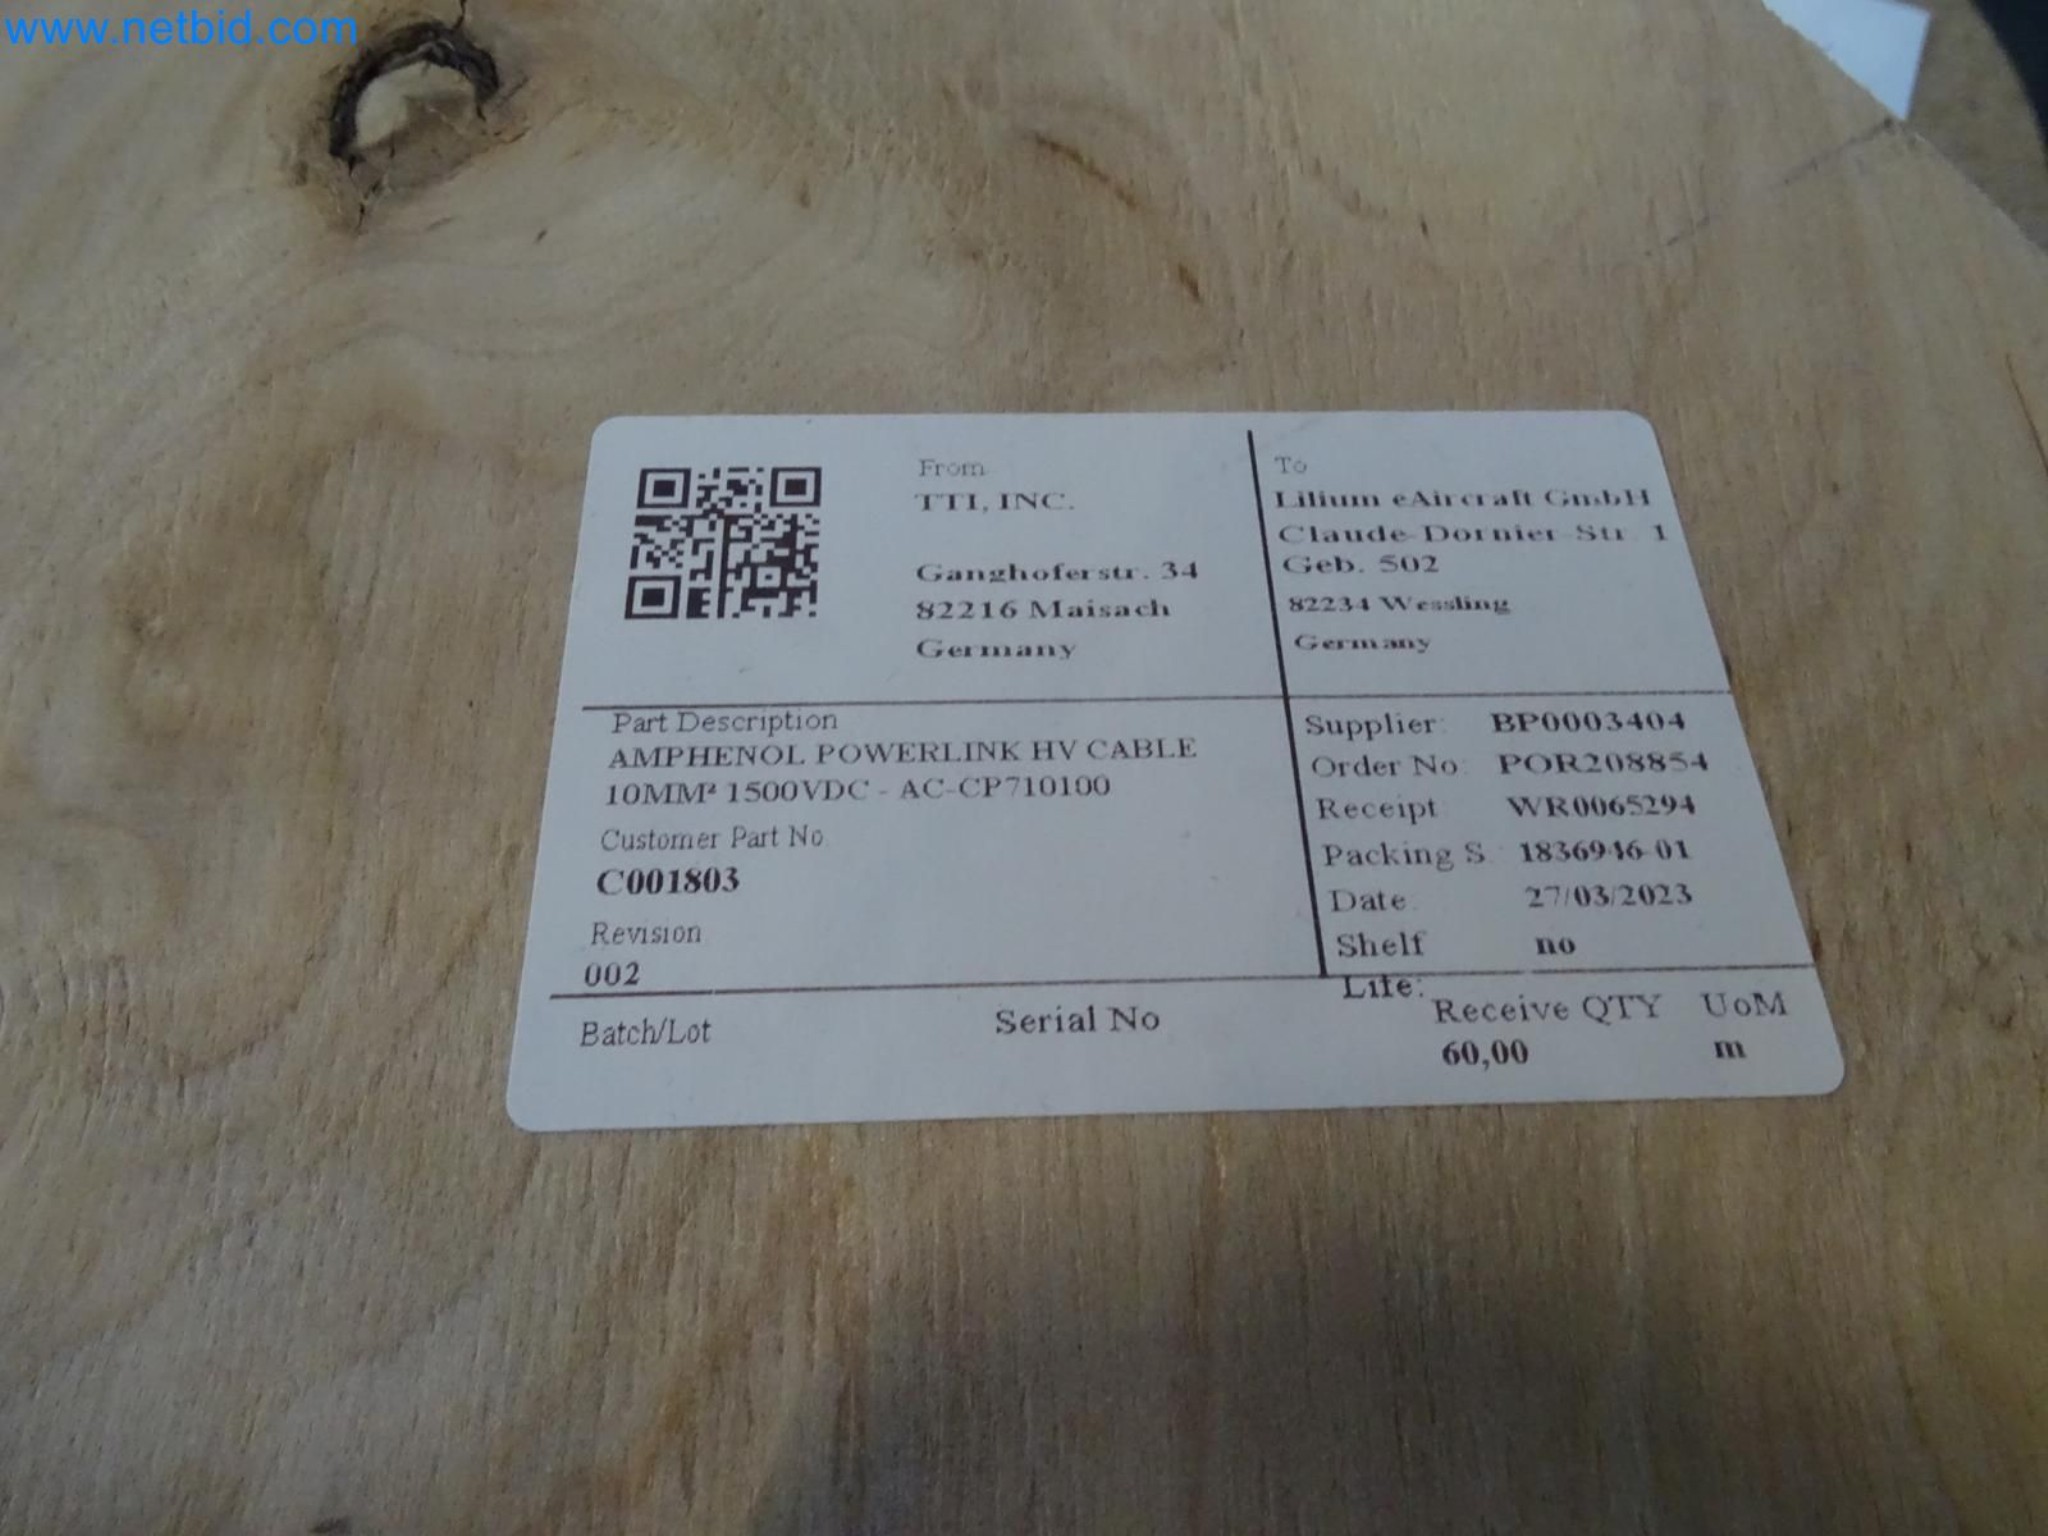 www.netbid.com
From
TTI, INC.
Ganghoferstr. 34
82216 Maisach
Germany
To
Lilium eAircraft GmbH
Claude-Dornier-Str. 1
Geb. 502
82234 Wessling
Germany
Part Description
AMPHENOL POWERLINK HV CABLE
10MM² 1500VDC - AC-CP710100
Customer Part No.
C001803
Revision
002
Supplier: BP0003404
Order No: POR208854
Receipt WR0065294
Packing S 1836946-01
Date 27/03/2023
Shelf no
Life:
Batch/Lot
Serial No
Receive QTY UoM
60,00 m